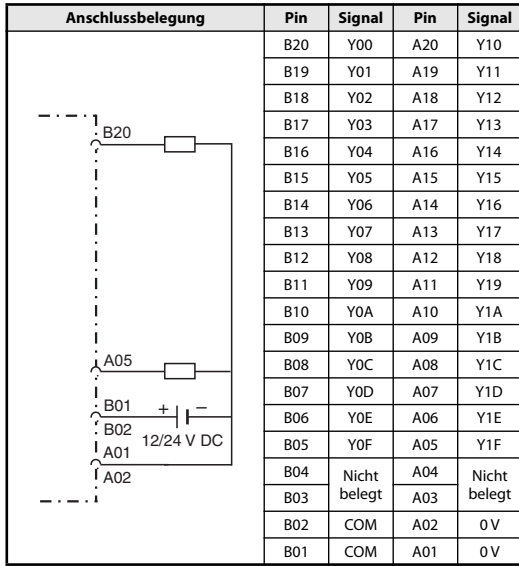 Anschlussbelegung Pin Signal Pin Signal
B20 Y00 A20 Y10
B19 Y01 A19 Y11
B18 Y02 A18 Y12
B17 Y03 A17 Y13
B16 Y04 A16 Y14
B15 Y05 A15 Y15
B14 Y06 A14 Y16
B13 Y07 A13 Y17
B12 Y08 A12 Y18
B11 Y09 A11 Y19
B10 Y0A A10 Y1A
B09 Y0B A09 Y1B
B08 Y0C A08 Y1C
B07 Y0D A07 Y1D
B06 Y0E A06 Y1E
B05 Y0F A05 Y1F
B04 Nicht belegt A04 Nicht belegt
B03 A03
B02 COM A02 0 V
B01 COM A01 0 V
B20
A05
B01 + –
B02
12/24 V DC
A01
A02